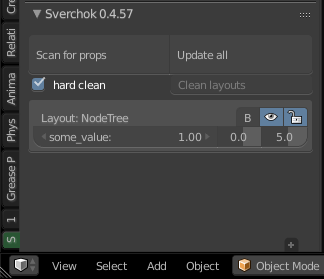 Cre
Relati
Anima
Phys
Grease P
1
S
Sverchok 0.4.57
Scan for props Update all
hard clean Clean layouts
Layout: NodeTree B
some_value: 1.00 0.0 5.0
View Select Add Object Object Mode